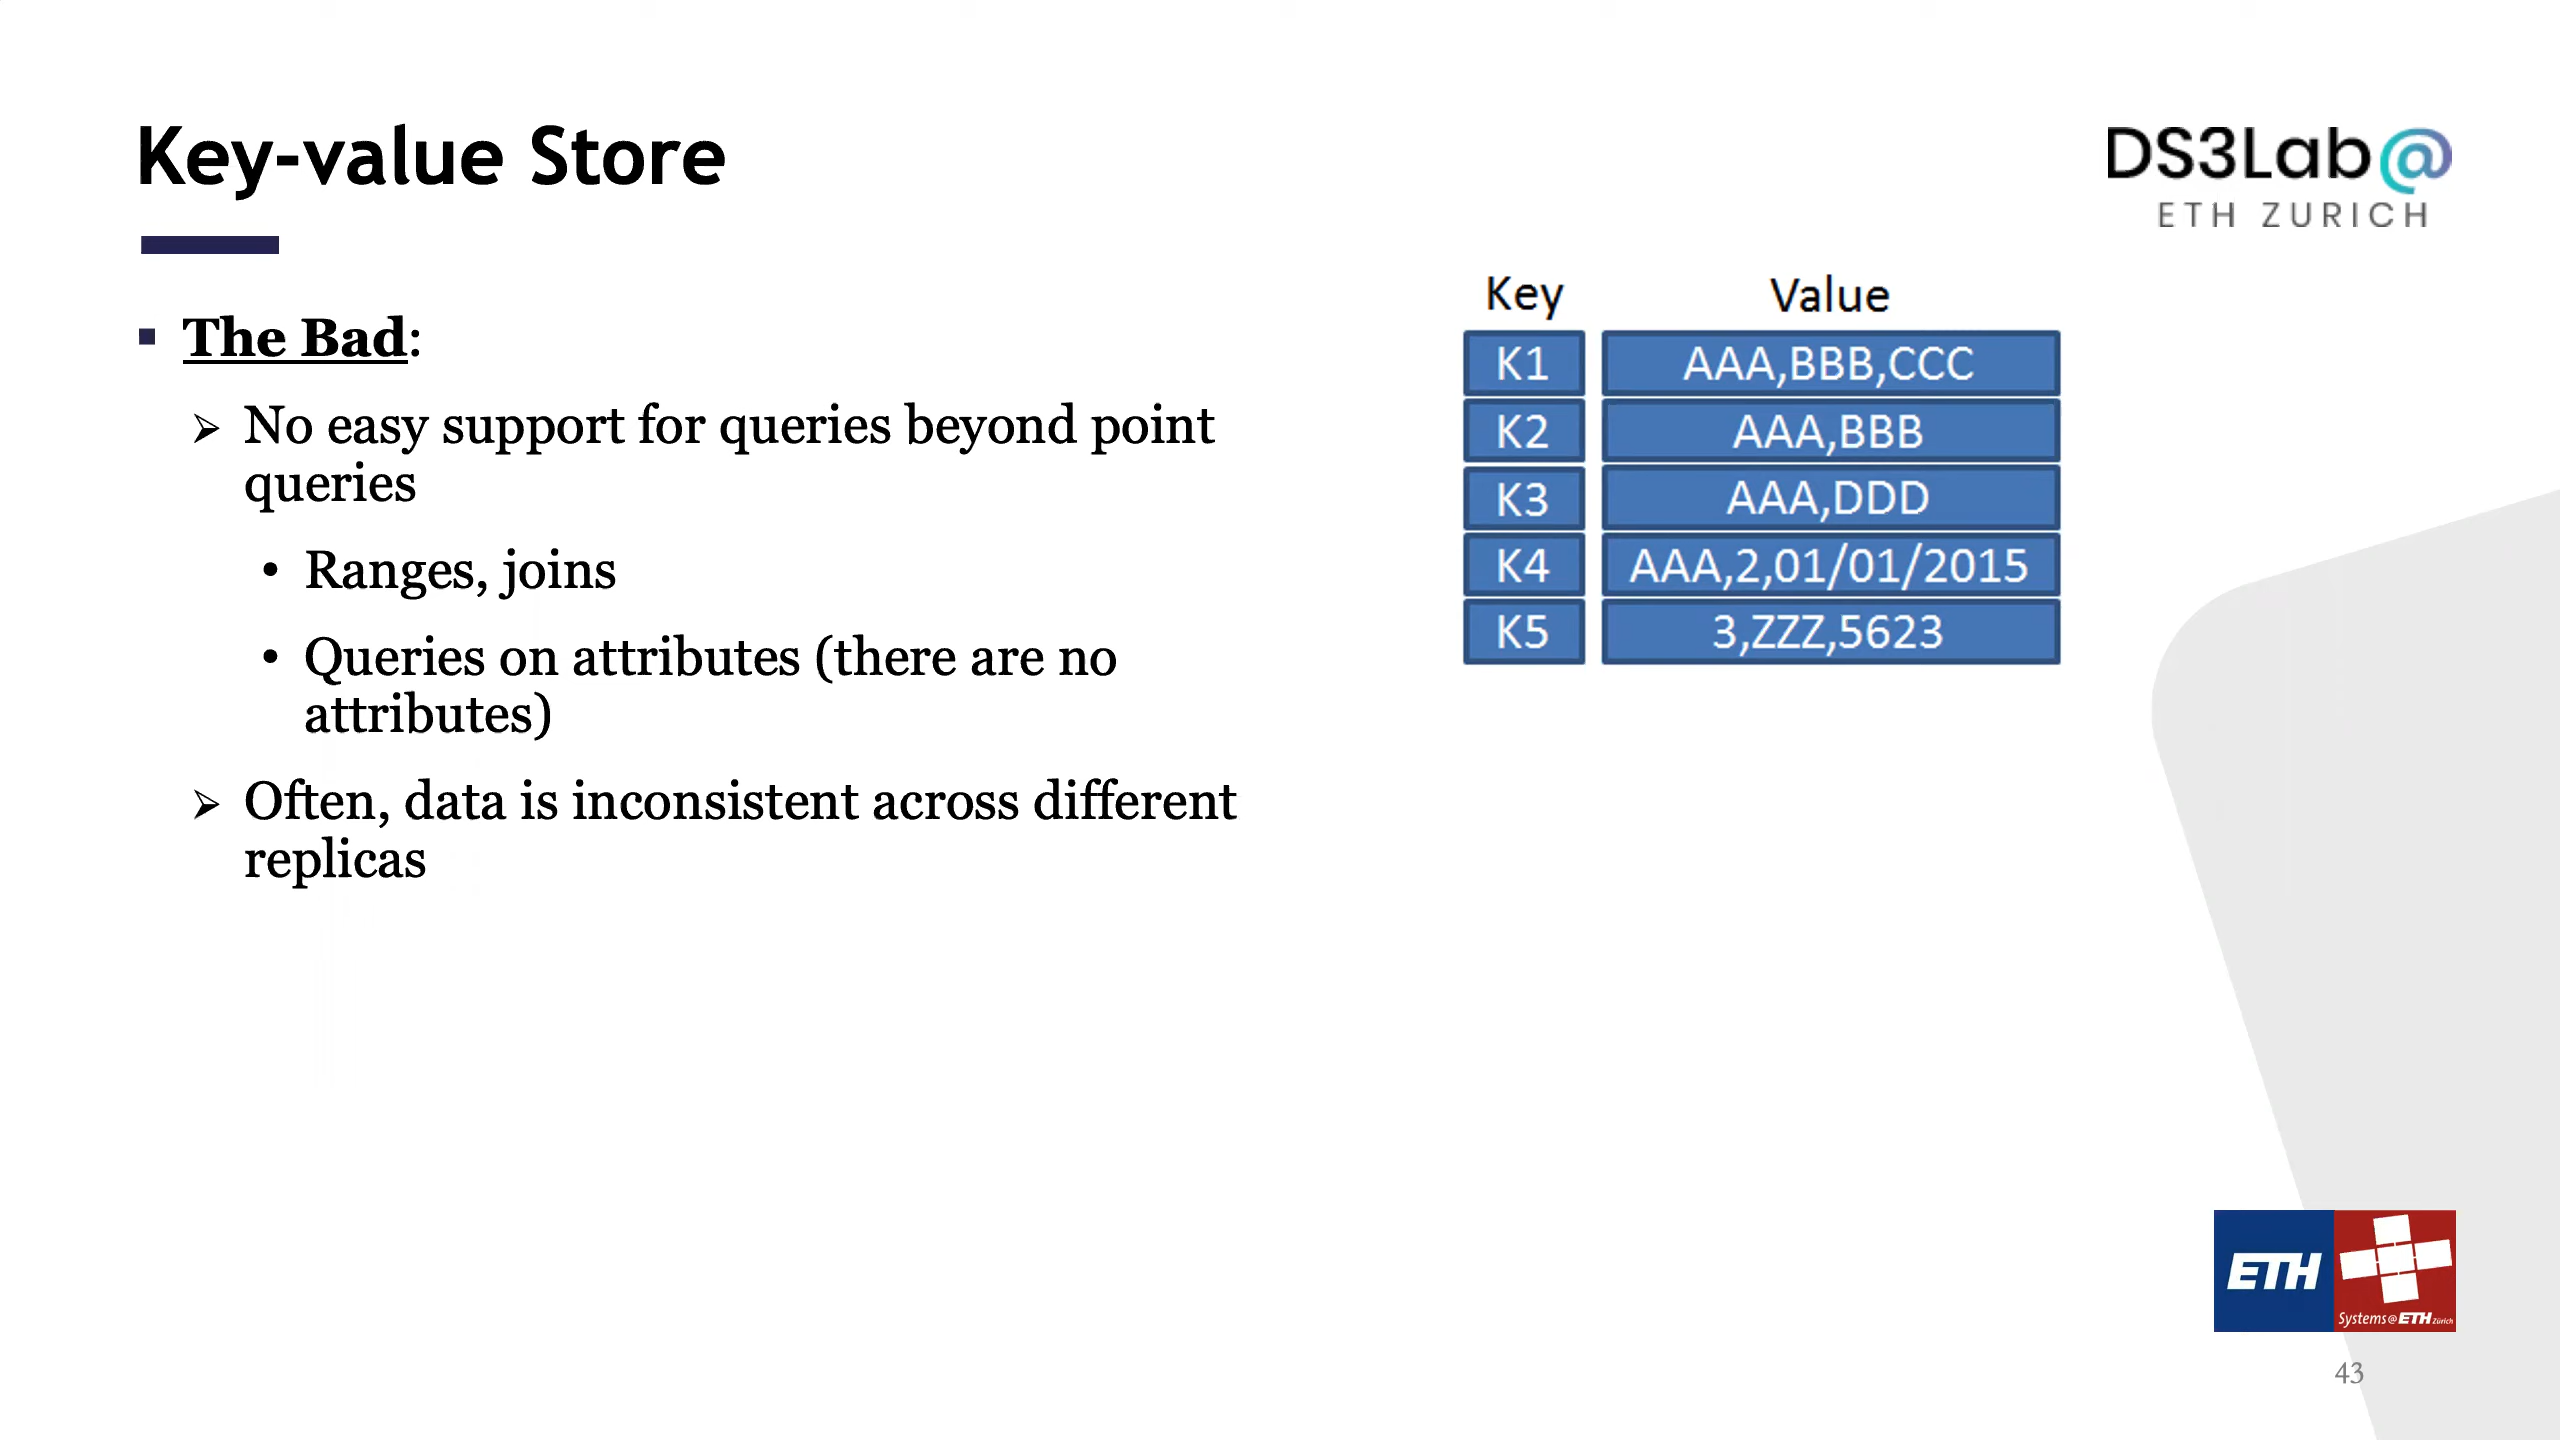 Key-value Store
DS3Lab@
ETH ZURICH
▪ The Bad:
➢ No easy support for queries beyond point
queries
• Ranges, joins
• Queries on attributes (there are no
attributes)
➢ Often, data is inconsistent across different
replicas
Key Value
K1 AAA,BBB,CCC
K2 AAA,BBB
K3 AAA,DDD
K4 AAA,2,01/01/2015
K5 3,ZZZ,5623
ETH
Systems@ETH Zürich
43